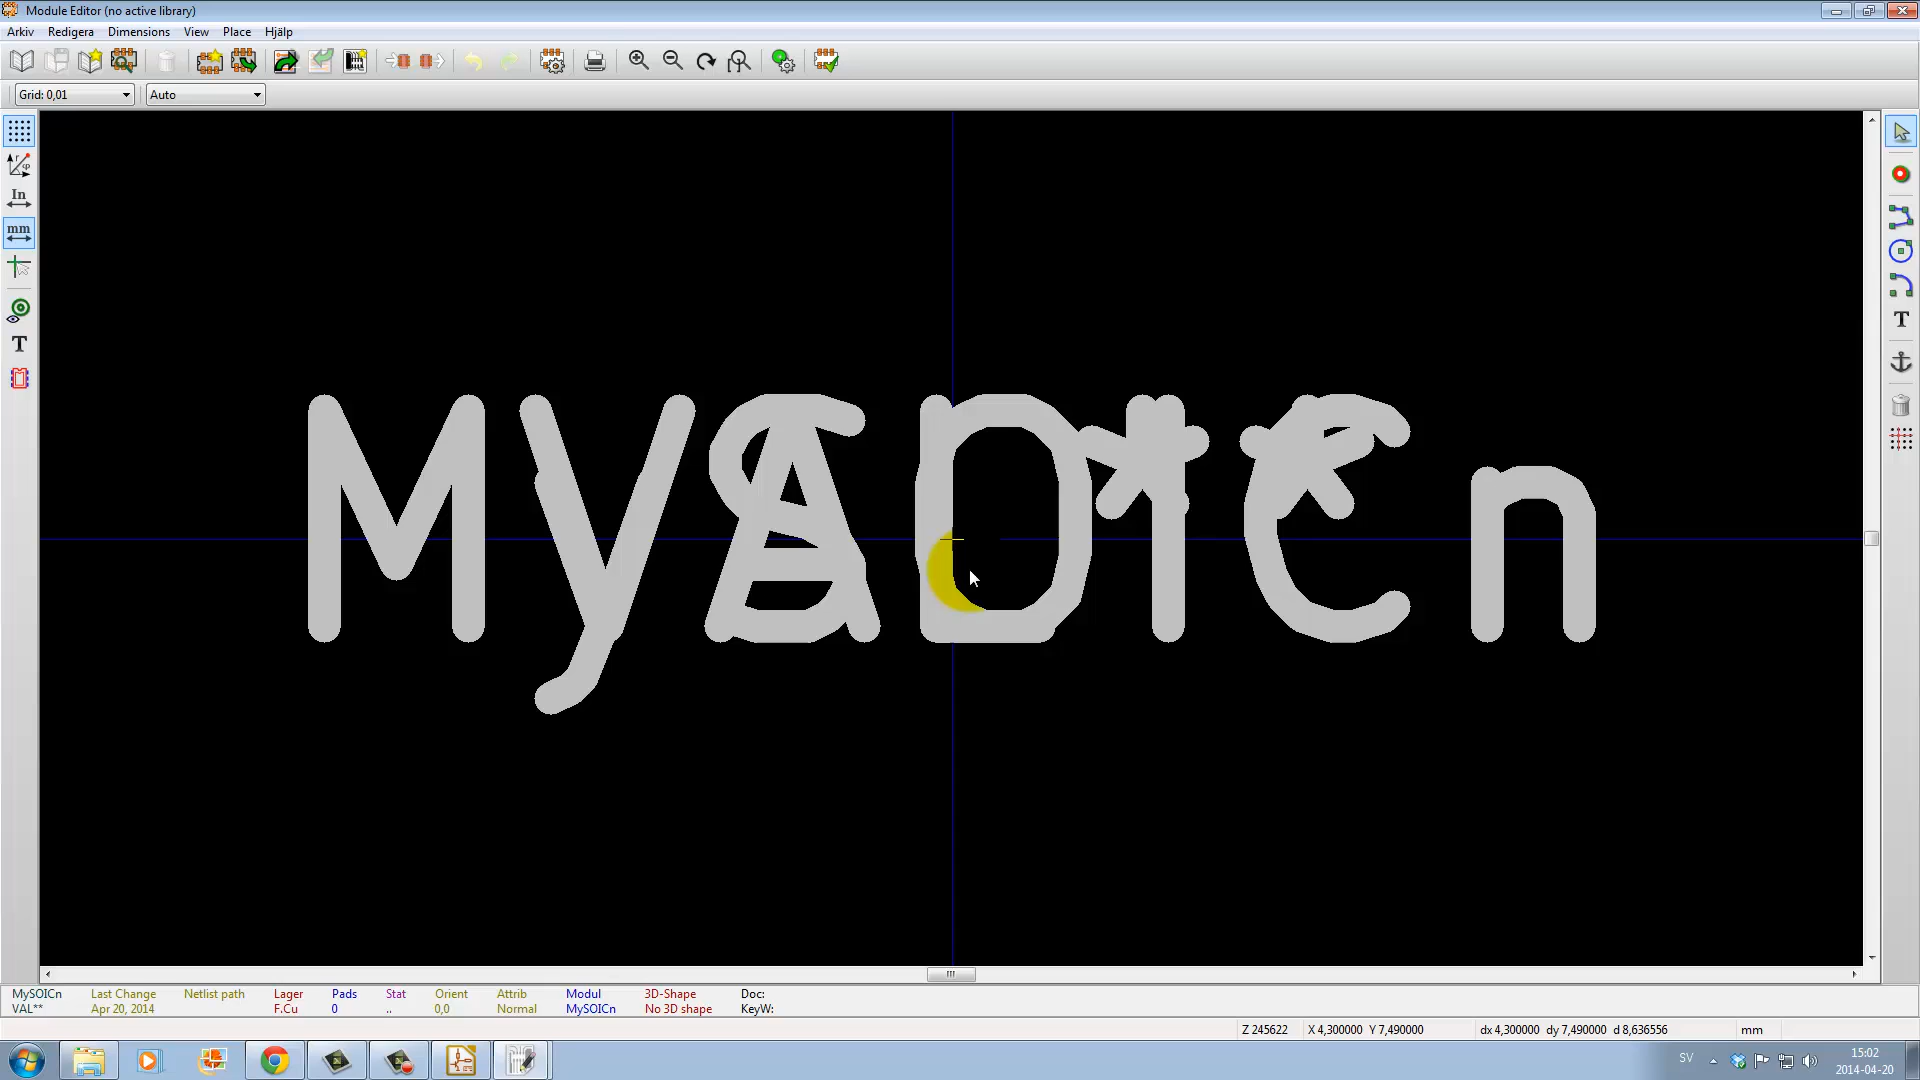 Module Editor (no active library)
Arkiv Redigera Dimensions View Place Hjälp
Grid: 0,01 Auto
In
mm
T
T
MySOICn
VAL**
MySOICn Last Change Netlist path Lager Pads Stat Orient Attrib Modul 3D-Shape Doc:
VAL** Apr 20, 2014 F.Cu 0 .. 0,0 Normal MySOICn No 3D shape KeyW:
Z 245622 X 4,300000 Y 7,490000 dx 4,300000 dy 7,490000 d 8,636556 mm
SV 15:02
2014-04-20